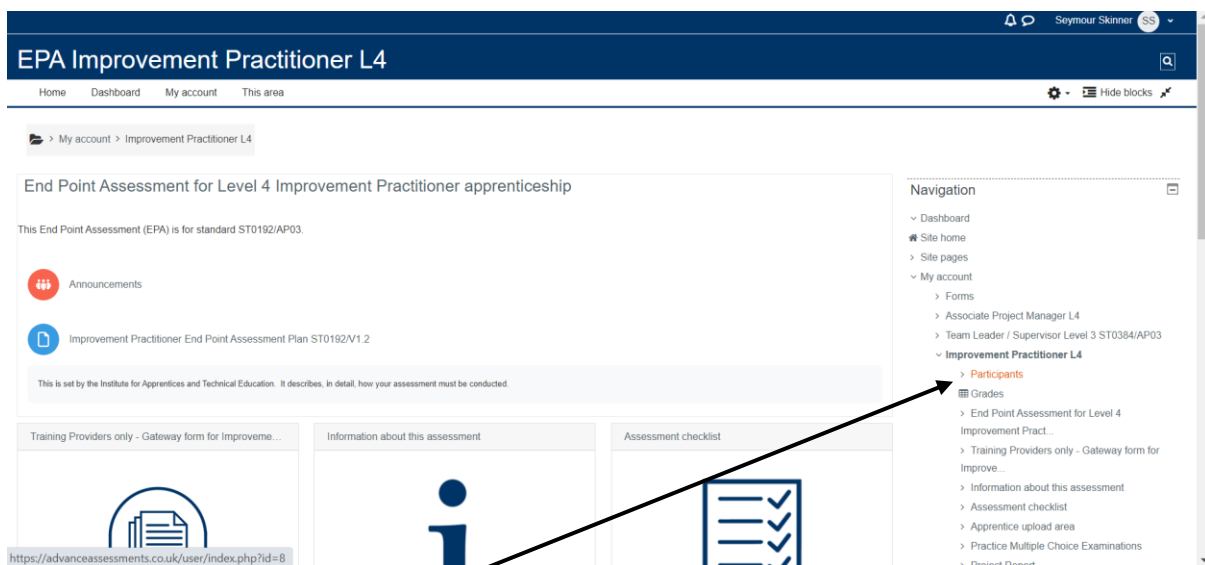 Seymour Skinner SS
EPA Improvement Practitioner L4
Home Dashboard My account This area
Hide blocks
> My account > Improvement Practitioner L4
End Point Assessment for Level 4 Improvement Practitioner apprenticeship
This End Point Assessment (EPA) is for standard ST0192/AP03.
Announcements
Improvement Practitioner End Point Assessment Plan ST0192/V1.2
This is set by the Institute for Apprentices and Technical Education. It describes, in detail, how your assessment must be conducted.
Training Providers only - Gateway form for Improveme...
Information about this assessment
Assessment checklist
https://advanceassessments.co.uk/user/index.php?id=8
Navigation
Dashboard
Site home
> Site pages
My account
> Forms
> Associate Project Manager L4
> Team Leader / Supervisor Level 3 ST0384/AP03
Improvement Practitioner L4
> Participants
Grades
> End Point Assessment for Level 4
Improvement Pract...
> Training Providers only - Gateway form for
Improve...
> Information about this assessment
> Assessment checklist
> Apprentice upload area
> Practice Multiple Choice Examinations
> Project Report